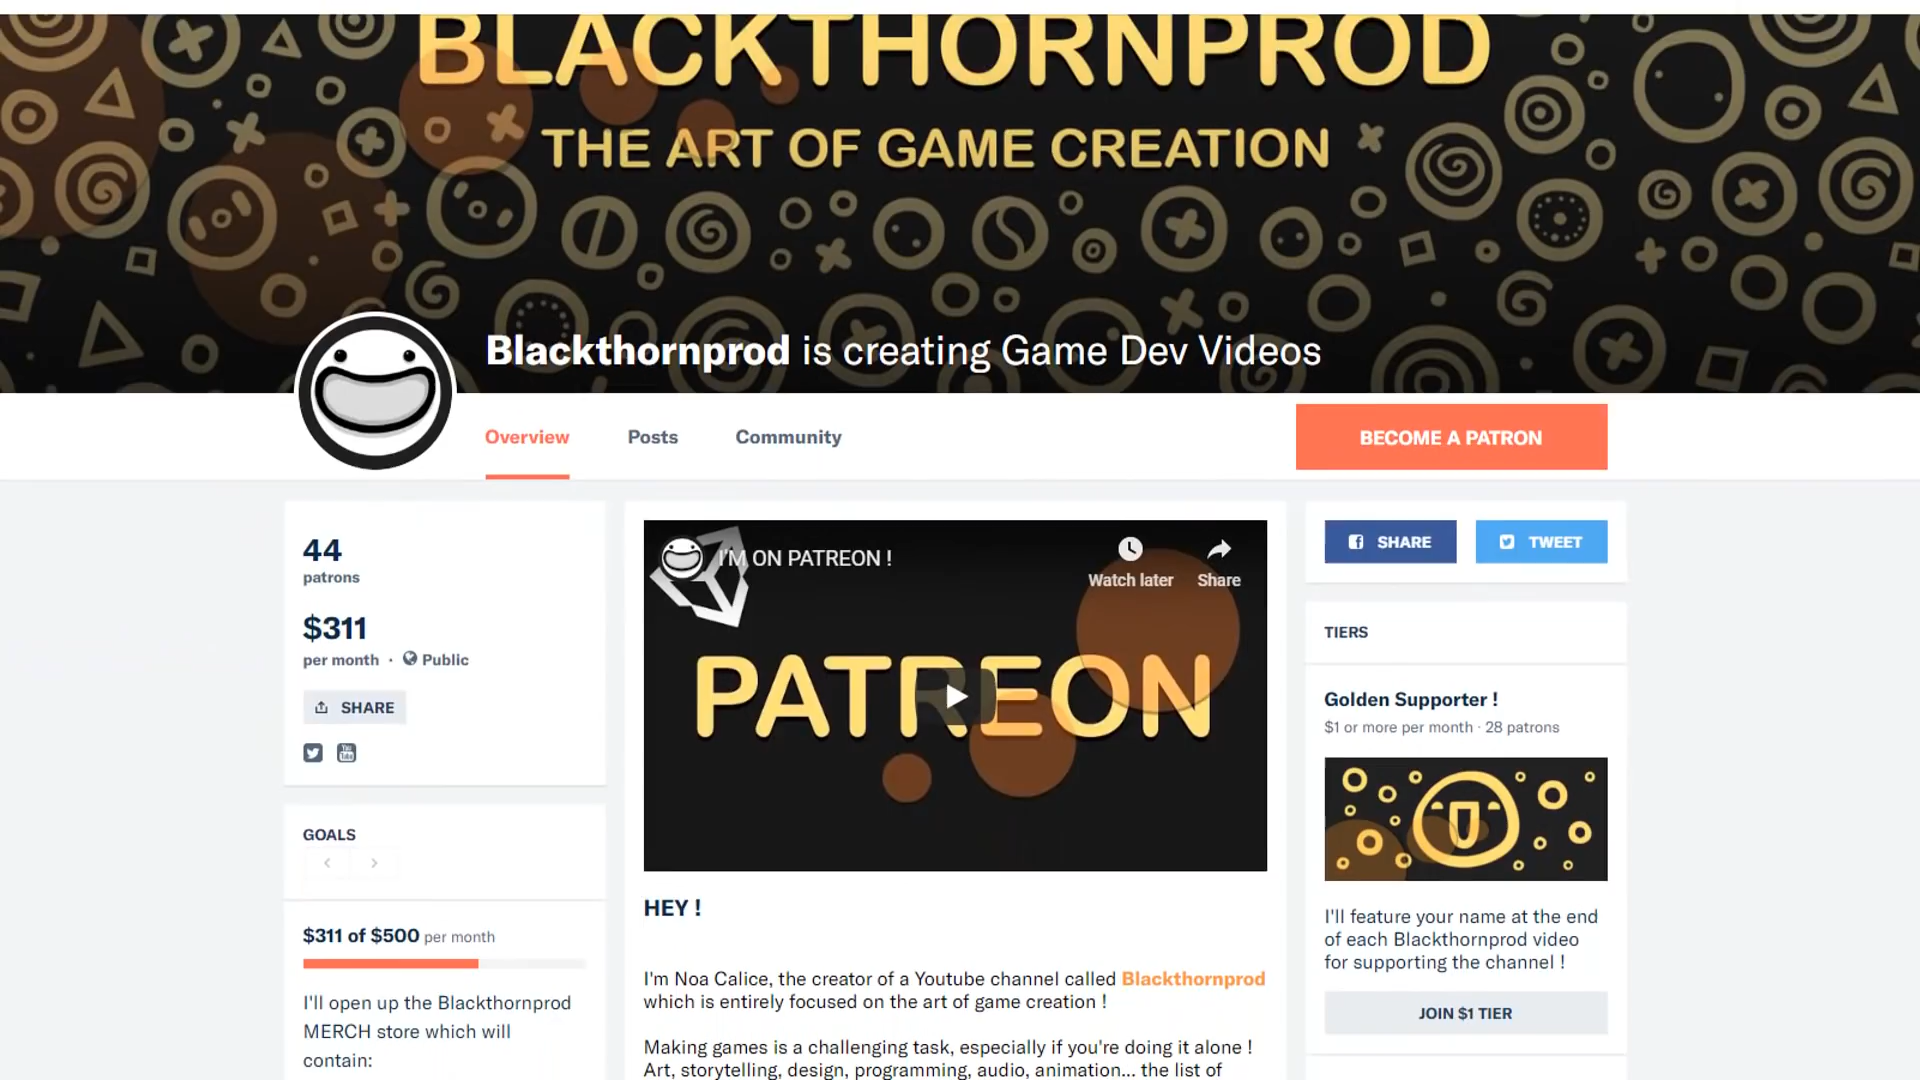 BLACKTHORNPROD
THE ART OF GAME CREATION
Blackthornprod is creating Game Dev Videos
Overview
Posts
Community
BECOME A PATRON
44
patrons
$311
per month · Public
SHARE
You
Tube
GOALS
$311 of $500 per month
I'll open up the Blackthornprod
MERCH store which will
contain:
I'M ON PATREON !
Watch later
Share
PATREON
HEY !
I'm Noa Calice, the creator of a Youtube channel called Blackthornprod
which is entirely focused on the art of game creation !
Making games is a challenging task, especially if you're doing it alone !
Art, storytelling, design, programming, audio, animation... the list of
SHARE
TWEET
TIERS
Golden Supporter !
$1 or more per month · 28 patrons
I'll feature your name at the end
of each Blackthornprod video
for supporting the channel !
JOIN $1 TIER